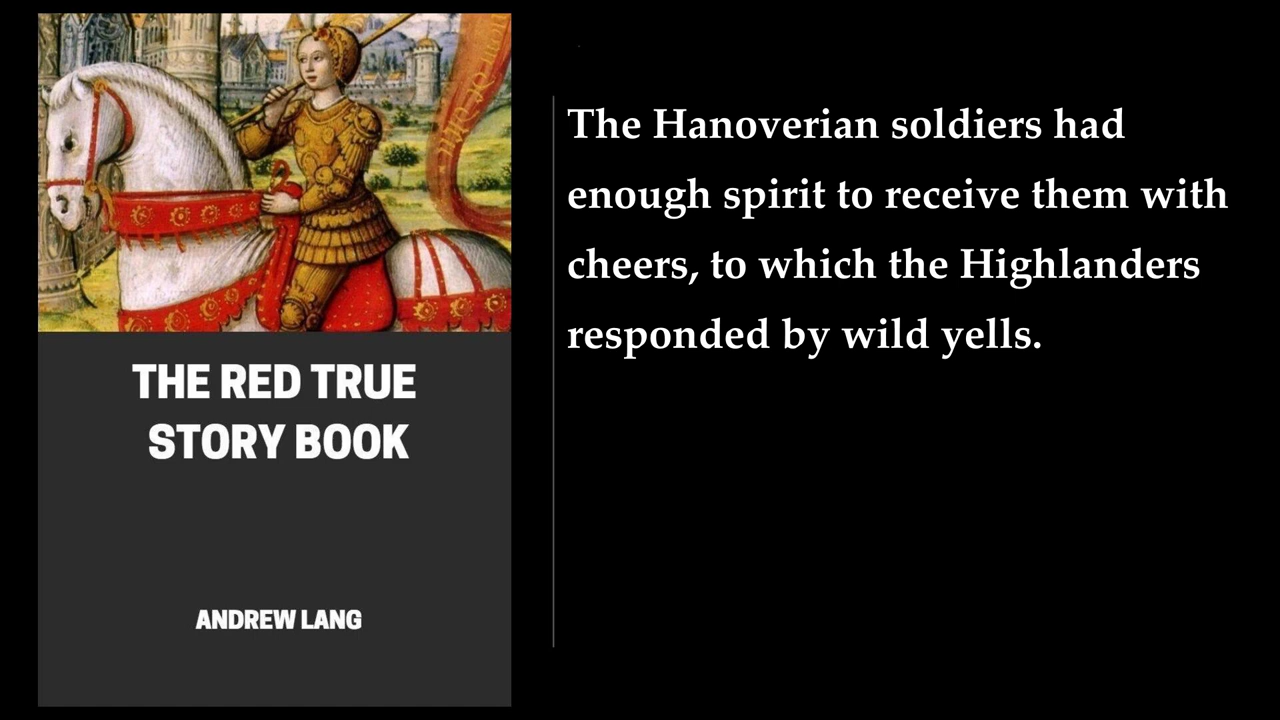 THE RED TRUE
STORY BOOK
ANDREW LANG
The Hanoverian soldiers had
enough spirit to receive them with
cheers, to which the Highlanders
responded by wild yells.